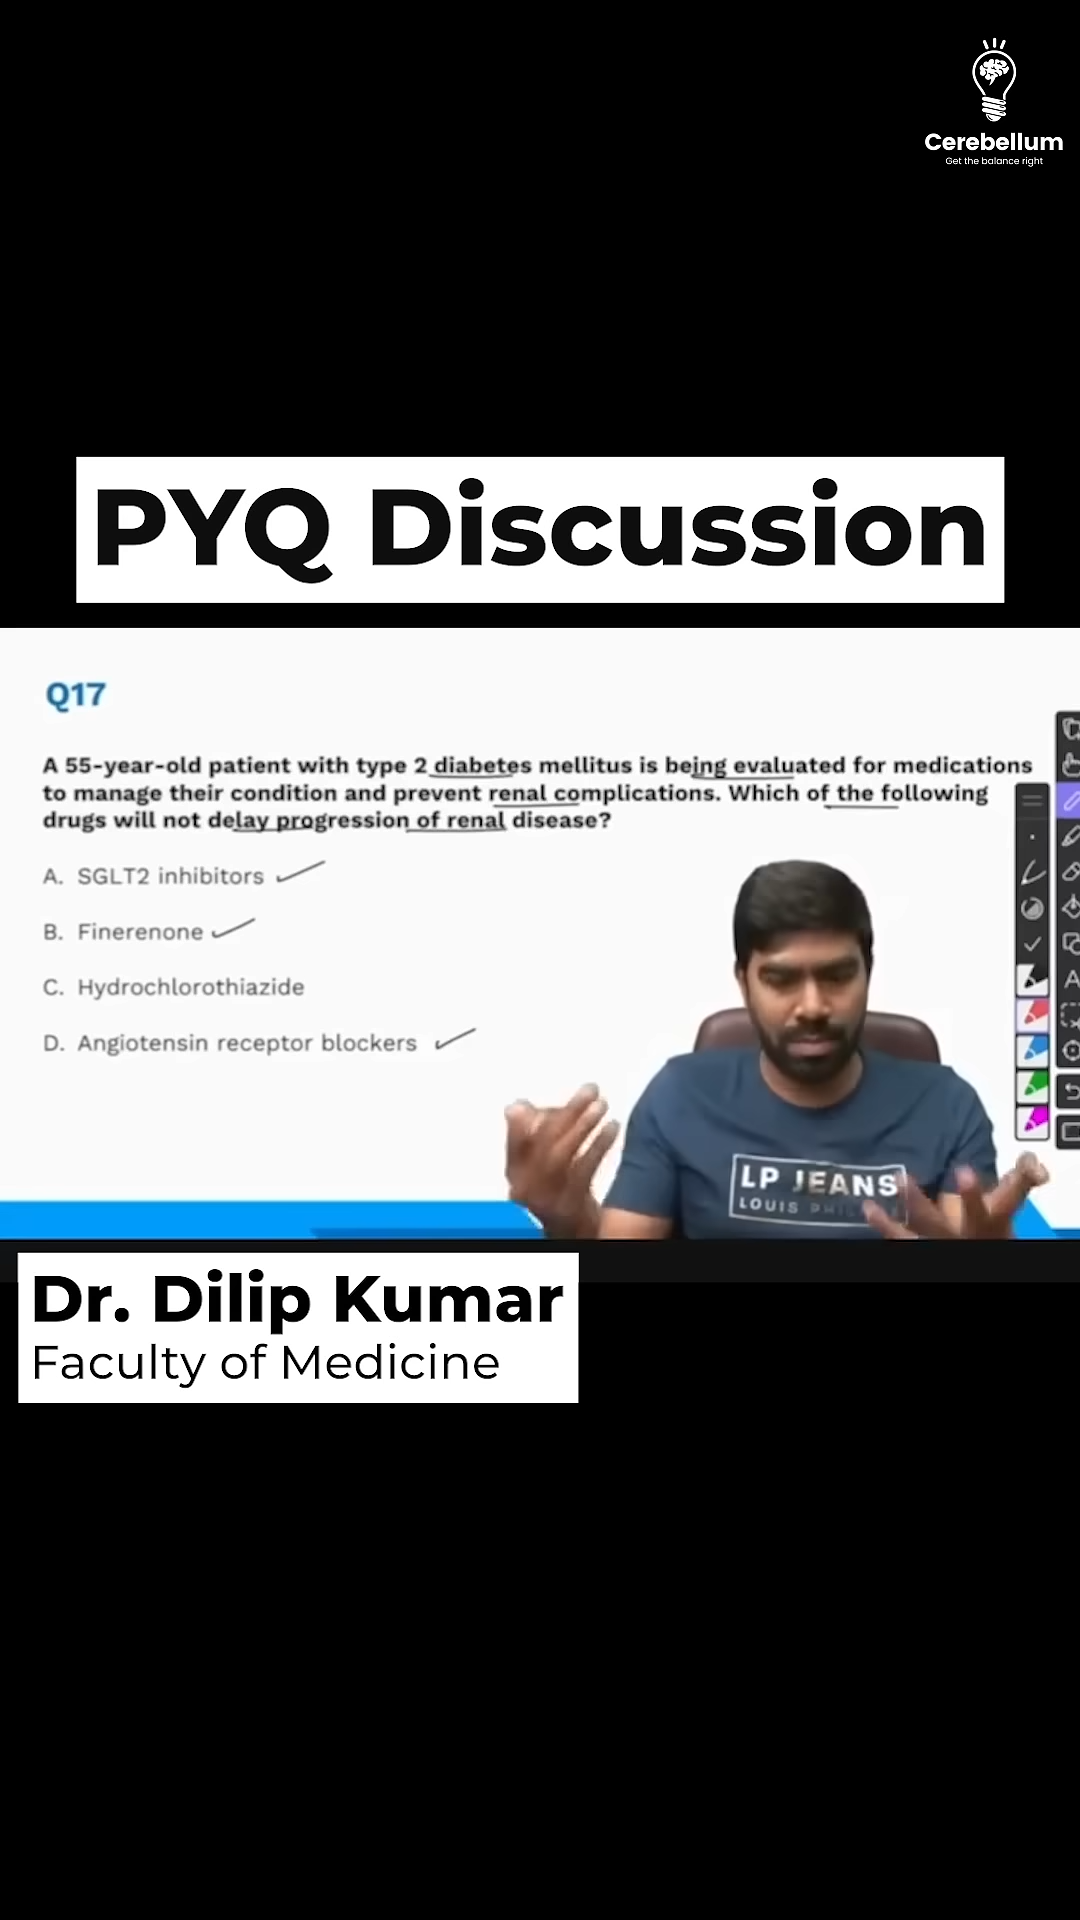 Cerebellum
Get the balance right
PYQ Discussion
Q17
A 55-year-old patient with type 2 diabetes mellitus is being evaluated for medications
to manage their condition and prevent renal complications. Which of the following
drugs will not delay progression of renal disease?
A. SGLT2 inhibitors
B. Finerenone
C. Hydrochlorothiazide
D. Angiotensin receptor blockers
LP JEANS
LOUIS
Dr. Dilip Kumar
Faculty of Medicine